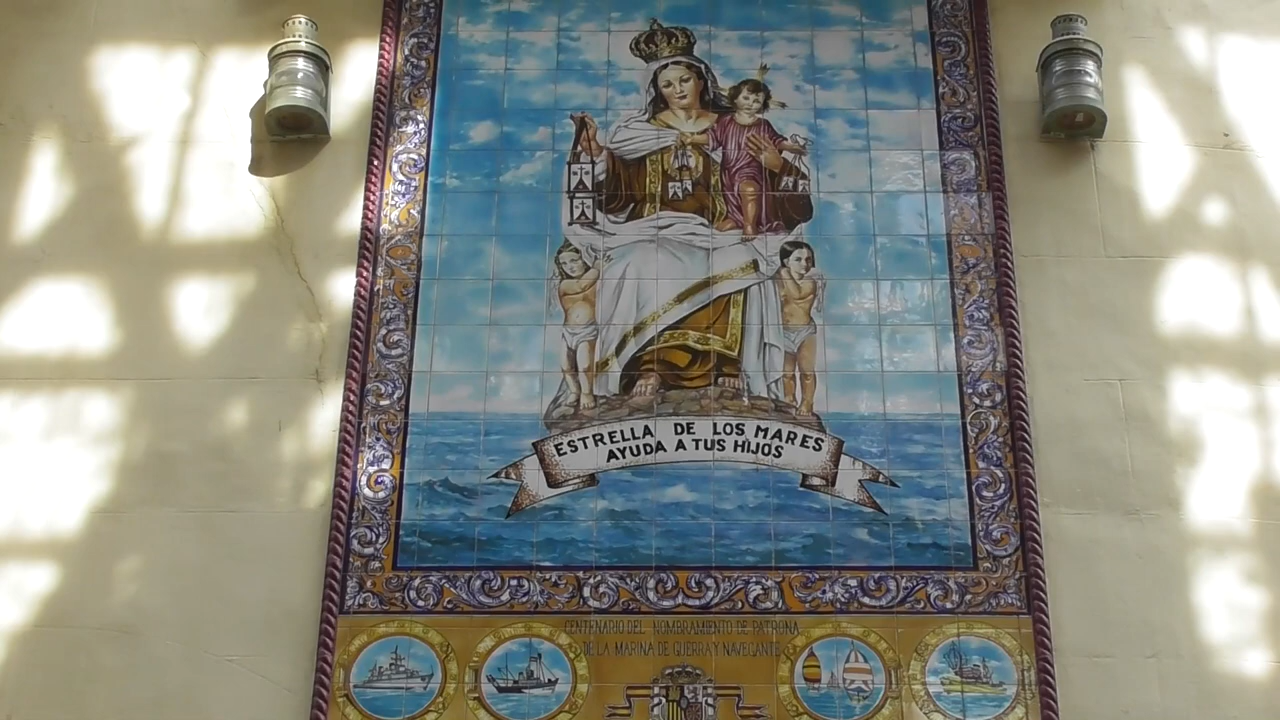 ESTRELLA DE LOS MARES
AYUDA A TUS HIJOS
CENTENARIO DEL NOMBRAMIENTO DE PATRONA
DE LA MARINA DE GUERRA Y NAVEGANTE